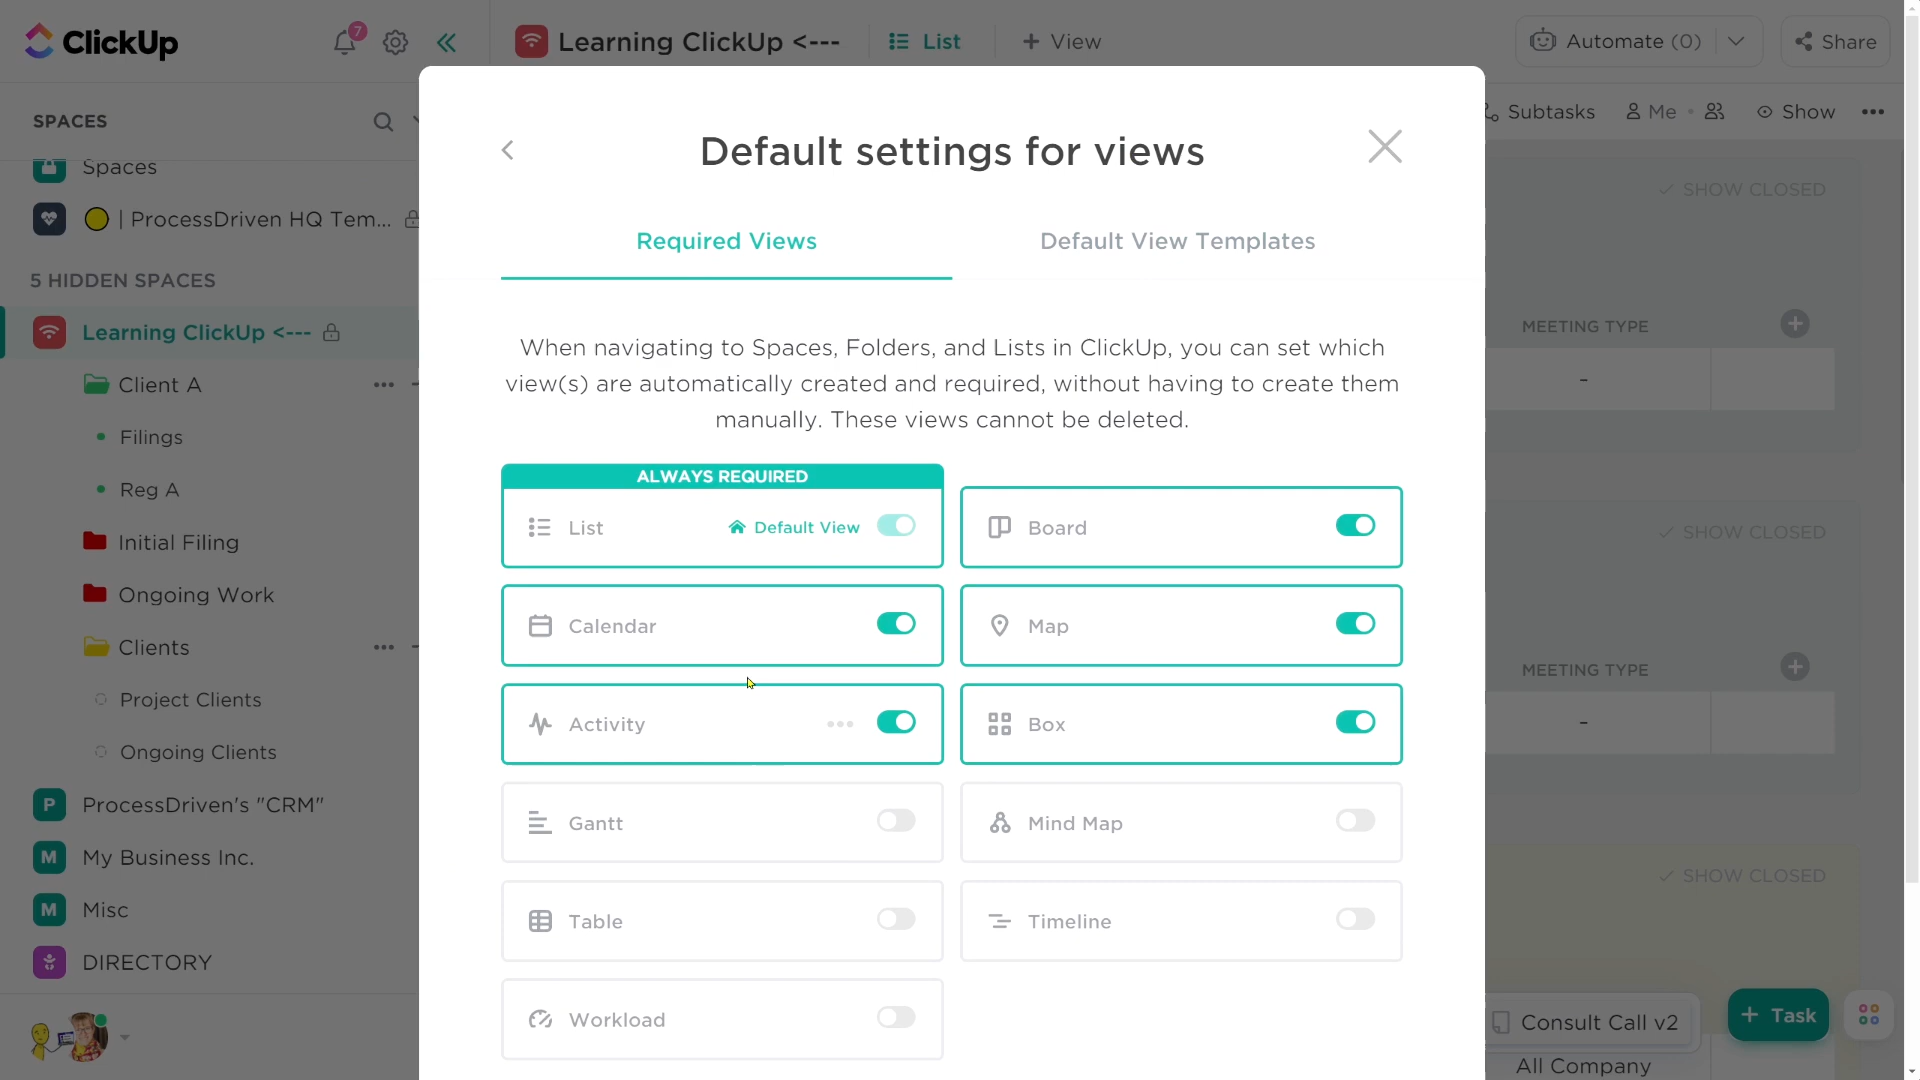 ClickUp
7
Learning ClickUp <---
List
+ View
Automate (0)
Share
SPACES
Subtasks
Me
Show
Spaces
| ProcessDriven HQ Tem...
5 HIDDEN SPACES
Learning ClickUp <---
Client A
Filings
Reg A
Initial Filing
Ongoing Work
Clients
Project Clients
Ongoing Clients
P ProcessDriven's "CRM"
M My Business Inc.
M Misc
DIRECTORY
Default settings for views
Required Views
Default View Templates
When navigating to Spaces, Folders, and Lists in ClickUp, you can set which
view(s) are automatically created and required, without having to create them
manually. These views cannot be deleted.
ALWAYS REQUIRED
List
Default View
Board
Calendar
Map
Activity
Box
Gantt
Mind Map
Table
Timeline
Workload
SHOW CLOSED
MEETING TYPE
-
SHOW CLOSED
MEETING TYPE
-
SHOW CLOSED
Consult Call v2
+ Task
All Company